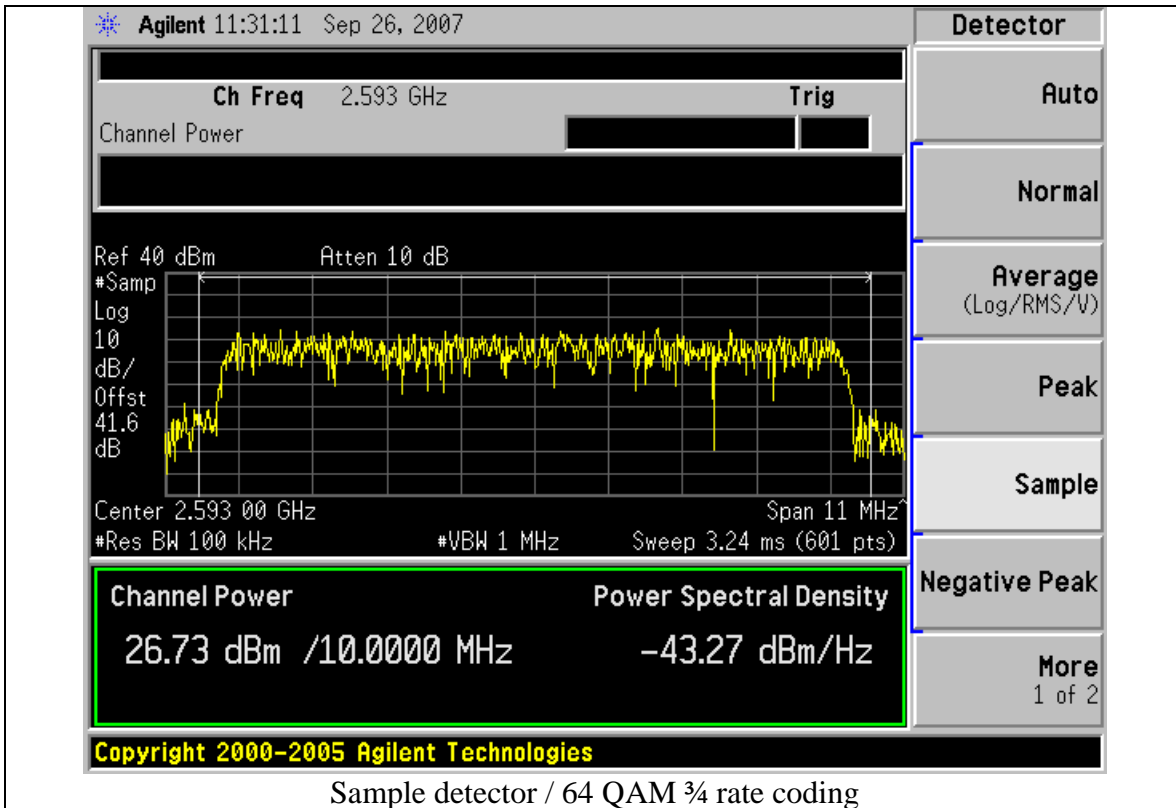 Agilent 11:31:11 Sep 26, 2007
Detector
Ch Freq 2.593 GHz Trig
Channel Power
Ref 40 dBm Atten 10 dB
#Samp
Log
10
dB/
Offst
41.6
dB
Center 2.593 00 GHz Span 11 MHz^
#Res BW 100 kHz #VBW 1 MHz Sweep 3.24 ms (601 pts)
Channel Power Power Spectral Density
26.73 dBm /10.0000 MHz -43.27 dBm/Hz
Copyright 2000-2005 Agilent Technologies
Auto
Normal
Average
(Log/RMS/V)
Peak
Sample
Negative Peak
More
1 of 2
Sample detector / 64 QAM ¾ rate coding